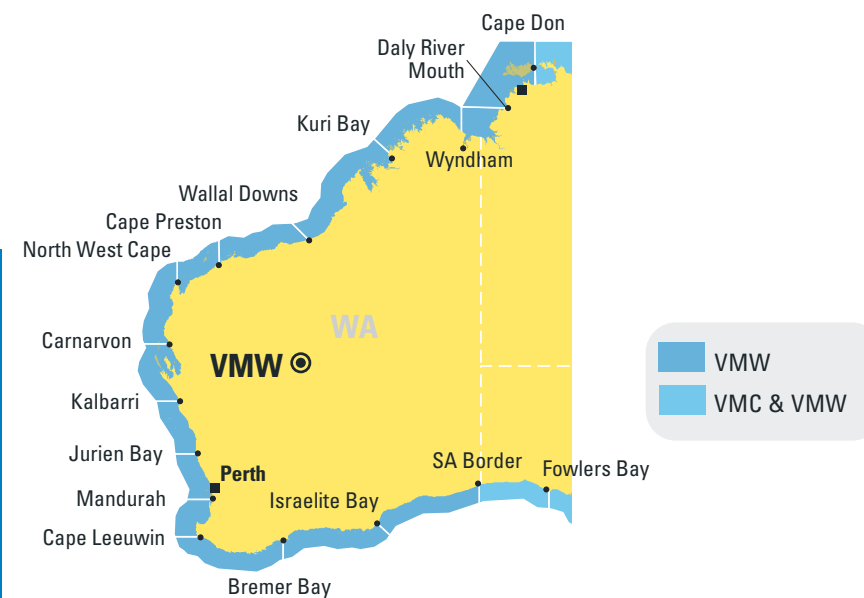 Cape Don
Daly River
Mouth
Kuri Bay
Wyndham
Wallal Downs
Cape Preston
North West Cape
WA
Carnarvon
VMW
VMW
VMC & VMW
Kalbarri
Jurien Bay
Perth
SA Border
Fowlers Bay
Mandurah
Israelite Bay
Cape Leeuwin
Bremer Bay